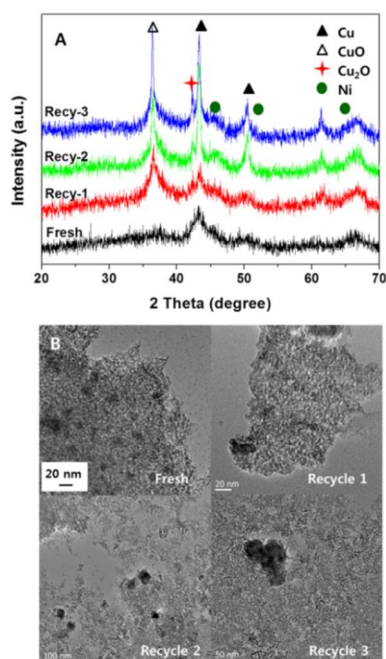 A
Cu
CuO
Cu₂O
Ni
Recy-3
Recy-2
Recy-1
Fresh
Intensity (a.u.)
20 30 40 50 60 70
2 Theta (degree)
B
20 nm
Fresh
20 nm
Recycle 1
100 nm
Recycle 2
50 nm
Recycle 3